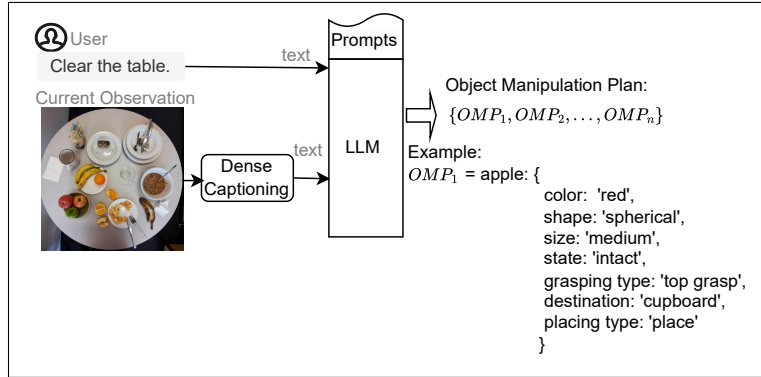 User
Clear the table.
Current Observation
text
Dense
Captioning
text
Prompts
LLM
Object Manipulation Plan:
{OMP₁, OMP₂, . . . , OMPₙ}
Example:
OMP₁ = apple: {
color: 'red',
shape: 'spherical',
size: 'medium',
state: 'intact',
grasping type: 'top grasp',
destination: 'cupboard',
placing type: 'place'
}